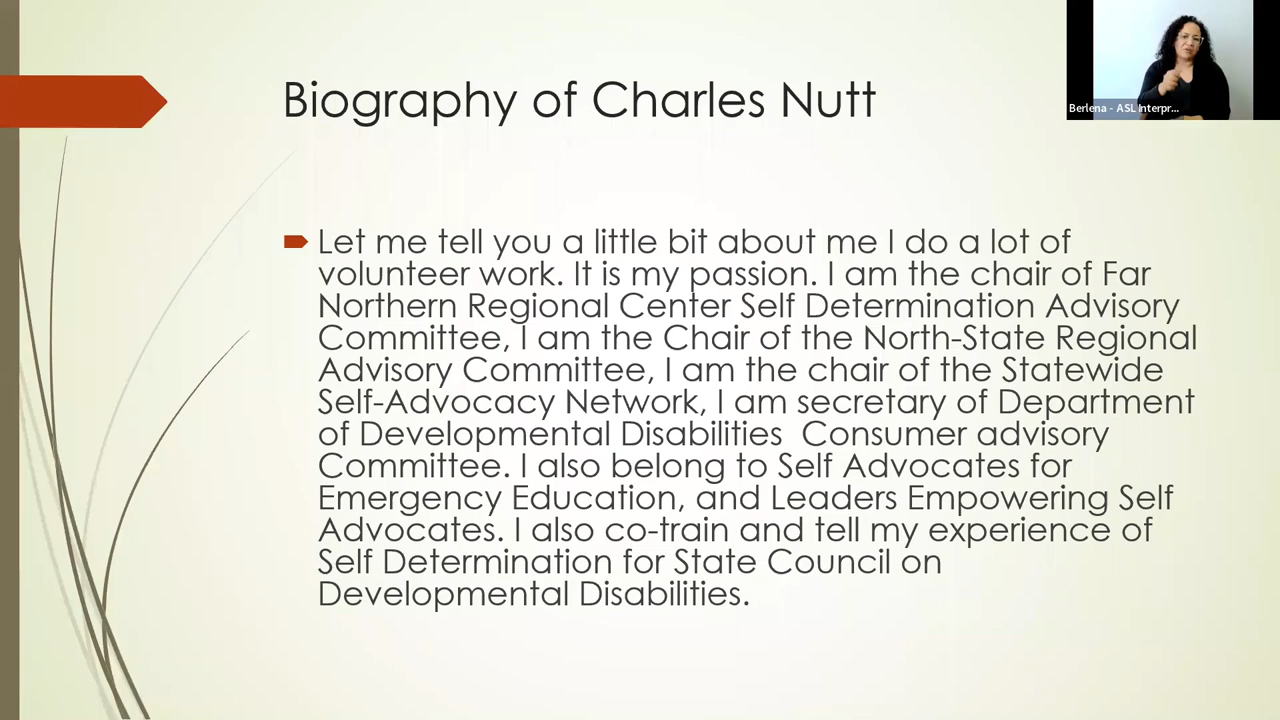 Biography of Charles Nutt
Berlena - ASL Interpr...
Let me tell you a little bit about me I do a lot of
volunteer work. It is my passion. I am the chair of Far
Northern Regional Center Self Determination Advisory
Committee, I am the Chair of the North-State Regional
Advisory Committee, I am the chair of the Statewide
Self-Advocacy Network, I am secretary of Department
of Developmental Disabilities  Consumer advisory
Committee. I also belong to Self Advocates for
Emergency Education, and Leaders Empowering Self
Advocates. I also co-train and tell my experience of
Self Determination for State Council on
Developmental Disabilities.